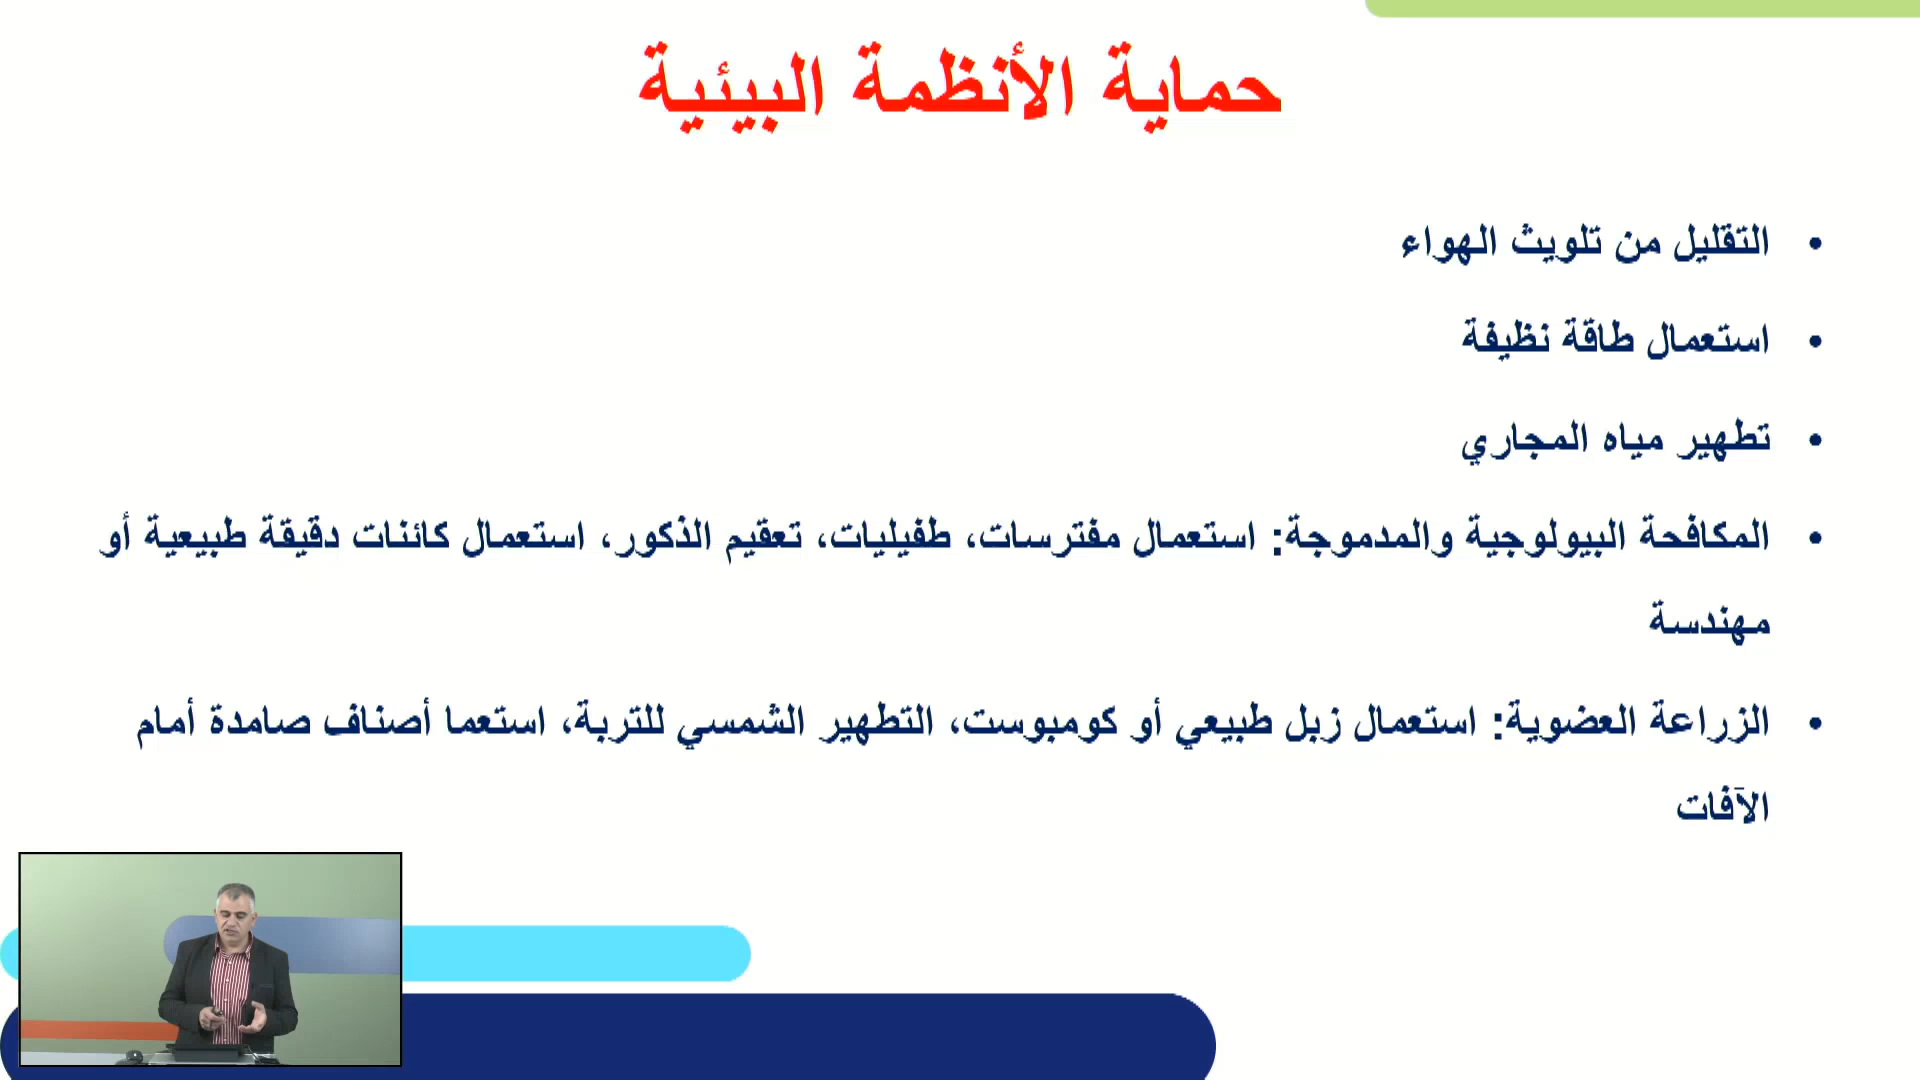 حماية الأنظمة البيئية
• التقليل من تلويث الهواء
• استعمال طاقة نظيفة
• تطهير مياه المجاري
• المكافحة البيولوجية والمدموجة: استعمال مفترسات، طفيليات، تعقيم الذكور، استعمال كائنات دقيقة طبيعية أو
مهندسة
• الزراعة العضوية: استعمال زبل طبيعي أو كومبوست، التطهير الشمسي للتربة، استعما أصناف صامدة أمام
الآفات